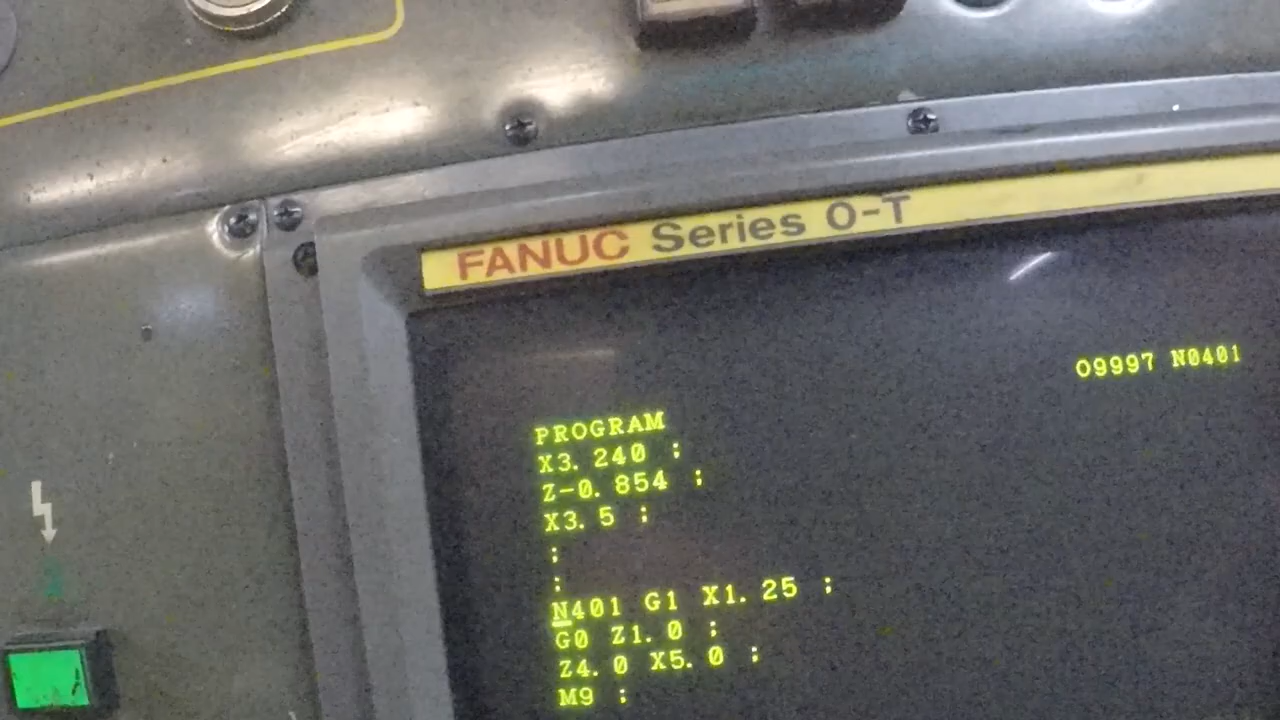 FANUC Series O-T
O9997 N0401
PROGRAM
X3.240 ;
Z-0.854 ;
X3.5 ;
;
;
N401 G1 X1.25 ;
G0 Z1.0 ;
Z4.0 X5.0 ;
M9 ;